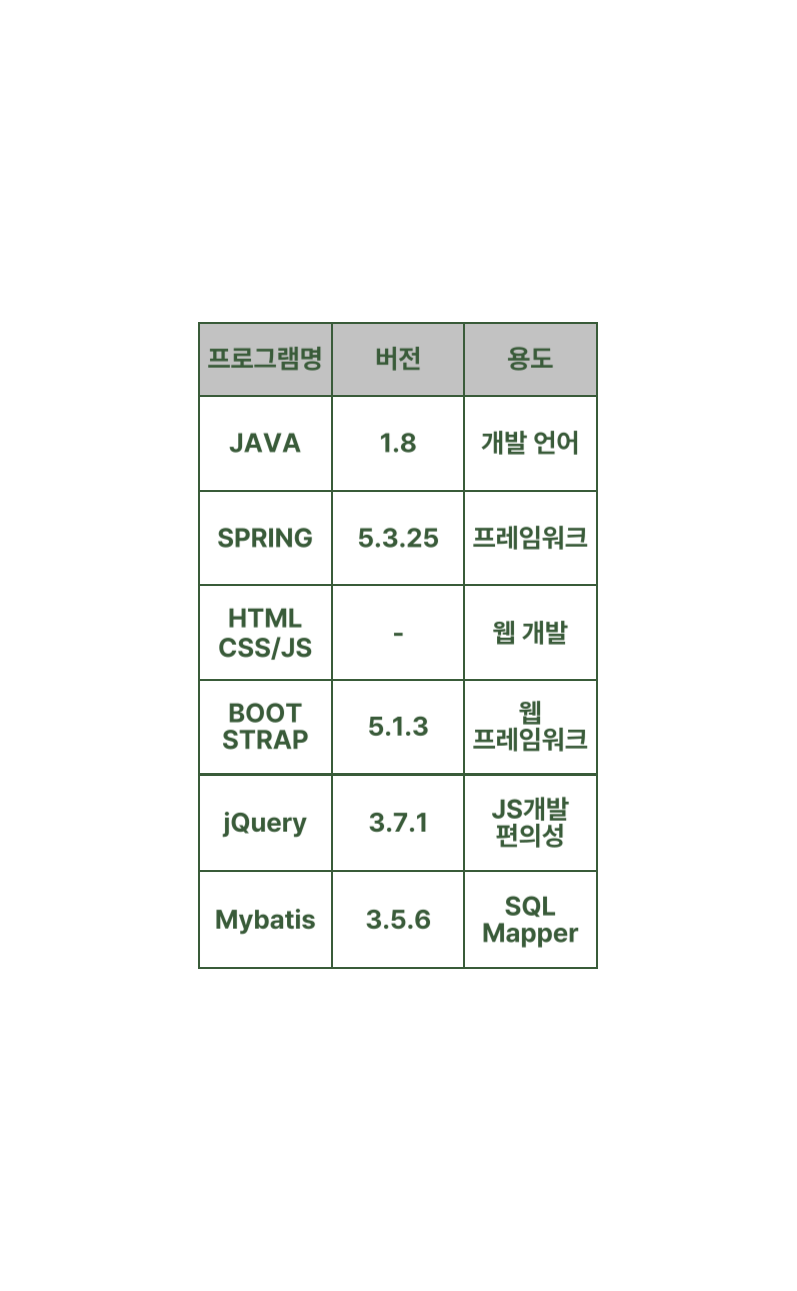 프로그램명 버전 용도
JAVA 1.8 개발 언어
SPRING 5.3.25 프레임워크
HTML
CSS/JS - 웹 개발
BOOT
STRAP 5.1.3 웹
프레임워크
jQuery 3.7.1 JS개발
편의성
Mybatis 3.5.6 SQL
Mapper